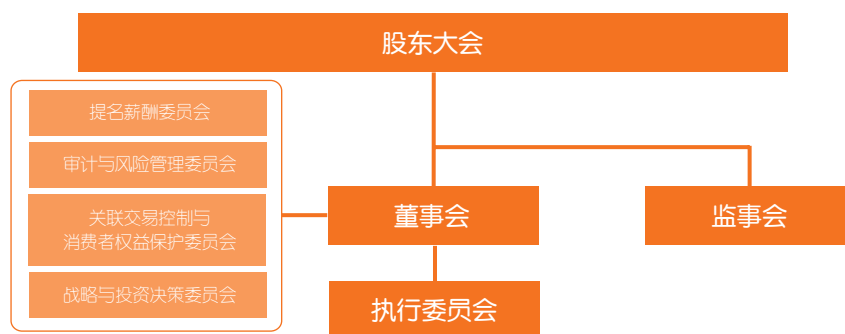 股东大会
提名薪酬委员会
审计与风险管理委员会
关联交易控制与
消费者权益保护委员会
战略与投资决策委员会
董事会
监事会
执行委员会